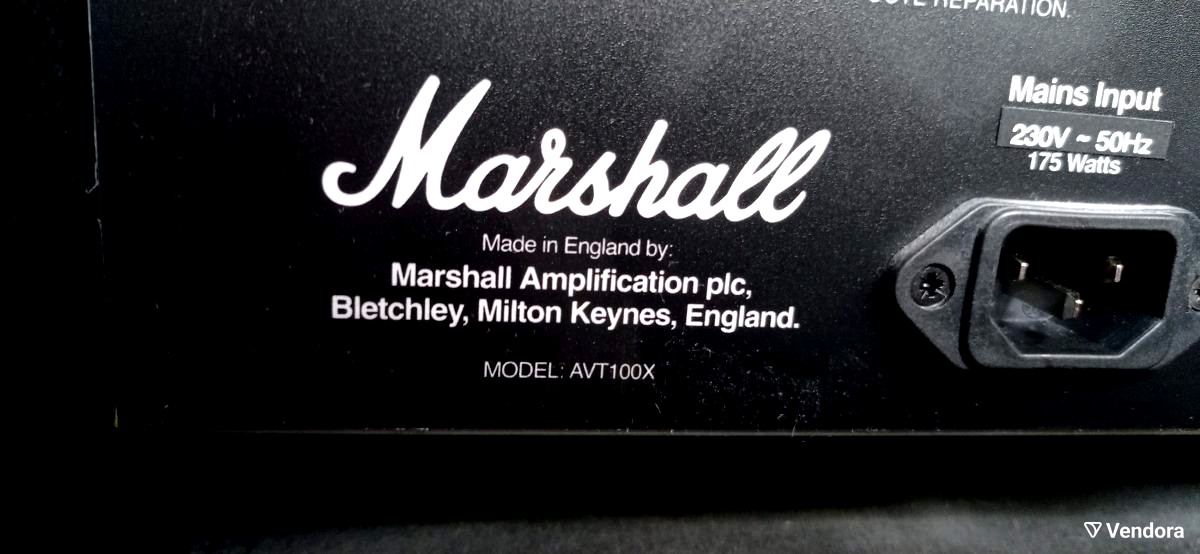 REPARATION.
Mains Input
230V ~ 50Hz
175 Watts
Marshall
Made in England by:
Marshall Amplification plc,
Bletchley, Milton Keynes, England.
MODEL: AVT100X
Vendora